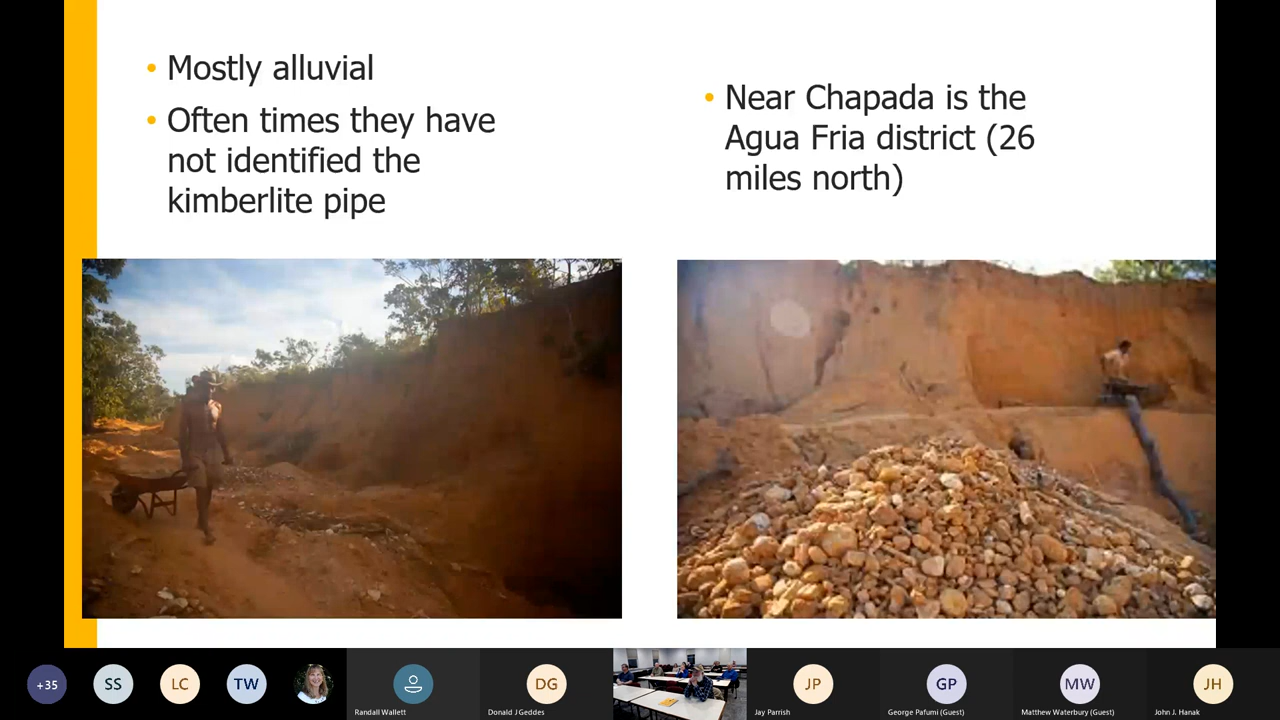 • Mostly alluvial
• Often times they have
not identified the
kimberlite pipe
• Near Chapada is the
Agua Fria district (26
miles north)
+35
SS
LC
TW
Randall Wallett
DG
Donald J Geddes
JP
Jay Parrish
GP
George Pafumi (Guest)
MW
Matthew Waterbury (Guest)
JH
John J. Hanak